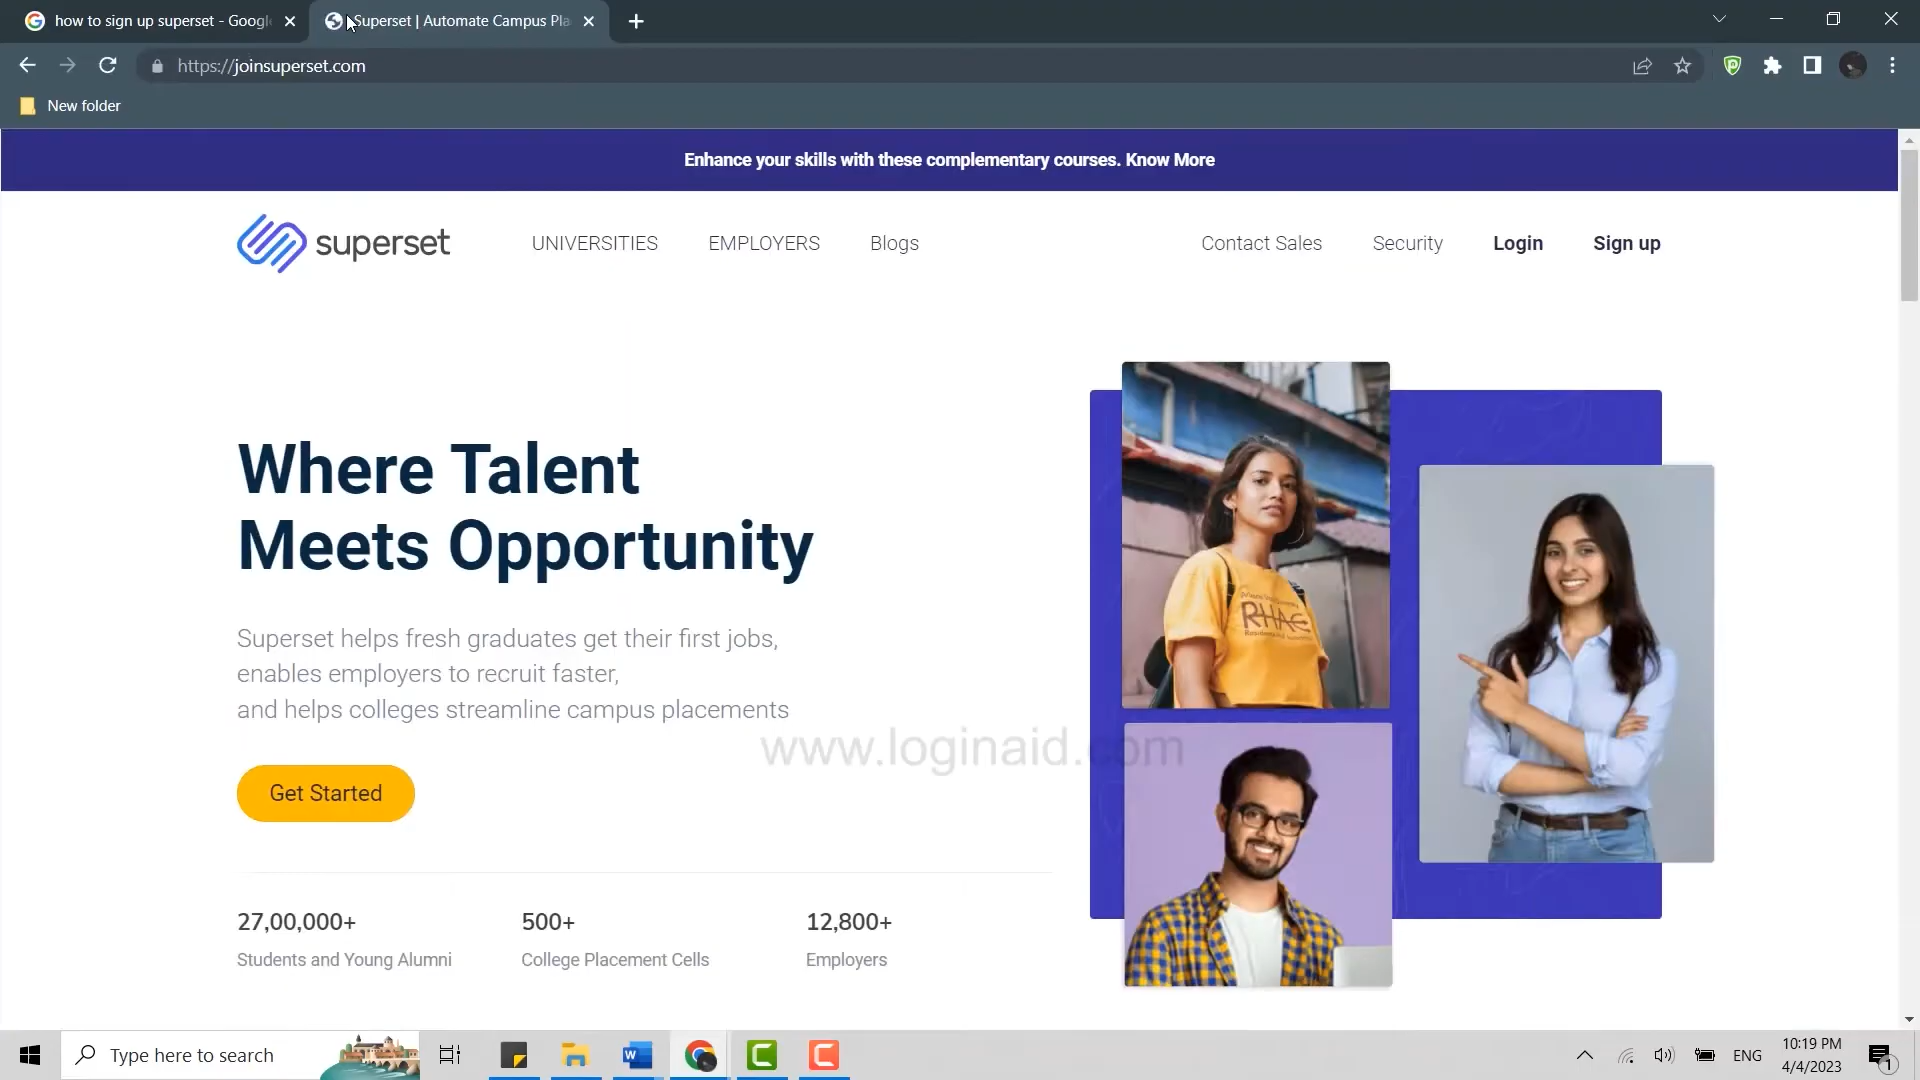 how to sign up superset - Googl
Superset | Automate Campus Pla
https://joinsuperset.com
New folder
Enhance your skills with these complementary courses. Know More
superset
UNIVERSITIES
EMPLOYERS
Blogs
Contact Sales
Security
Login
Sign up
Where Talent
Meets Opportunity
Superset helps fresh graduates get their first jobs,
enables employers to recruit faster,
and helps colleges streamline campus placements
www.loginaid.com
Get Started
27,00,000+
Students and Young Alumni
500+
College Placement Cells
12,800+
Employers
RHAC
Type here to search
ENG
10:19 PM
4/4/2023
1